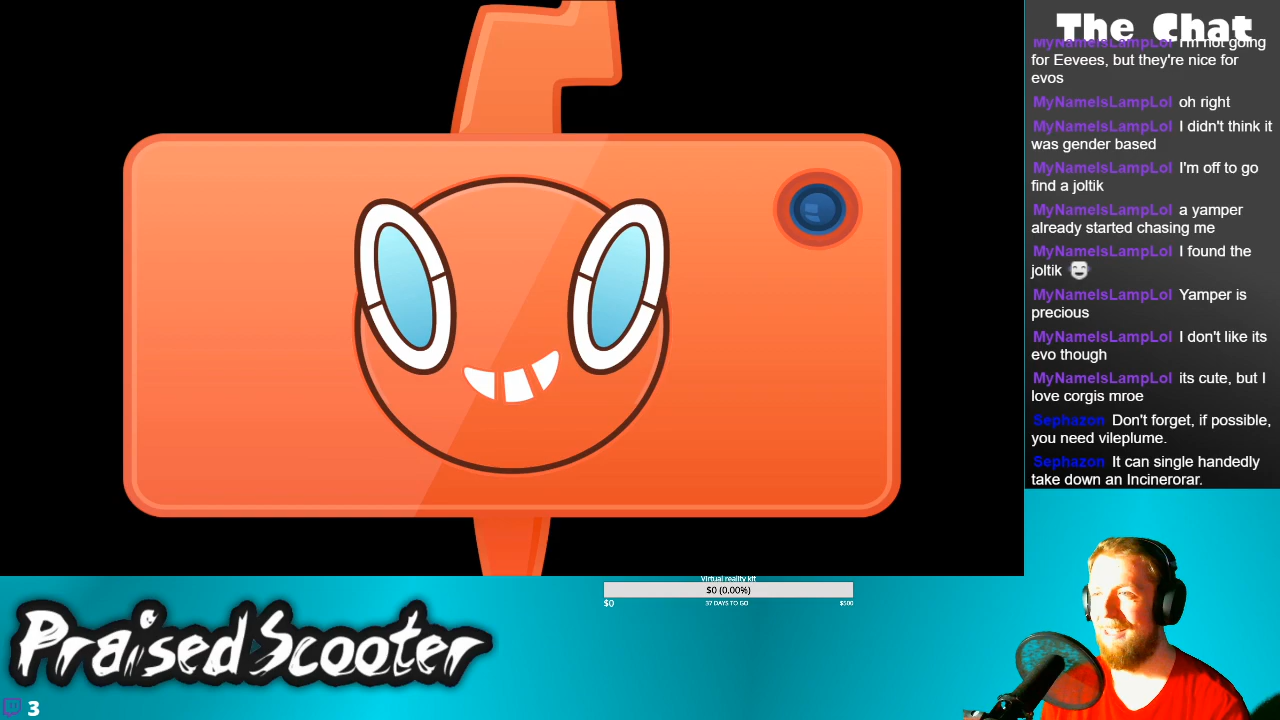 The Chat
MyNameIsLampLol I'm not going
for Eevees, but they're nice for
evos
MyNameIsLampLol oh right
MyNameIsLampLol I didn't think it
was gender based
MyNameIsLampLol I'm off to go
find a joltik
MyNameIsLampLol a yamper
already started chasing me
MyNameIsLampLol I found the
joltik
MyNameIsLampLol Yamper is
precious
MyNameIsLampLol I don't like its
evo though
MyNameIsLampLol its cute, but I
love corgis mroe
Sephazon Don't forget, if possible,
you need vileplume.
Sephazon It can single handedly
take down an Incinerorar.
Virtual reality kit
$0 (0.00%)
$0 37 DAYS TO GO $500
Praised Scooter
3